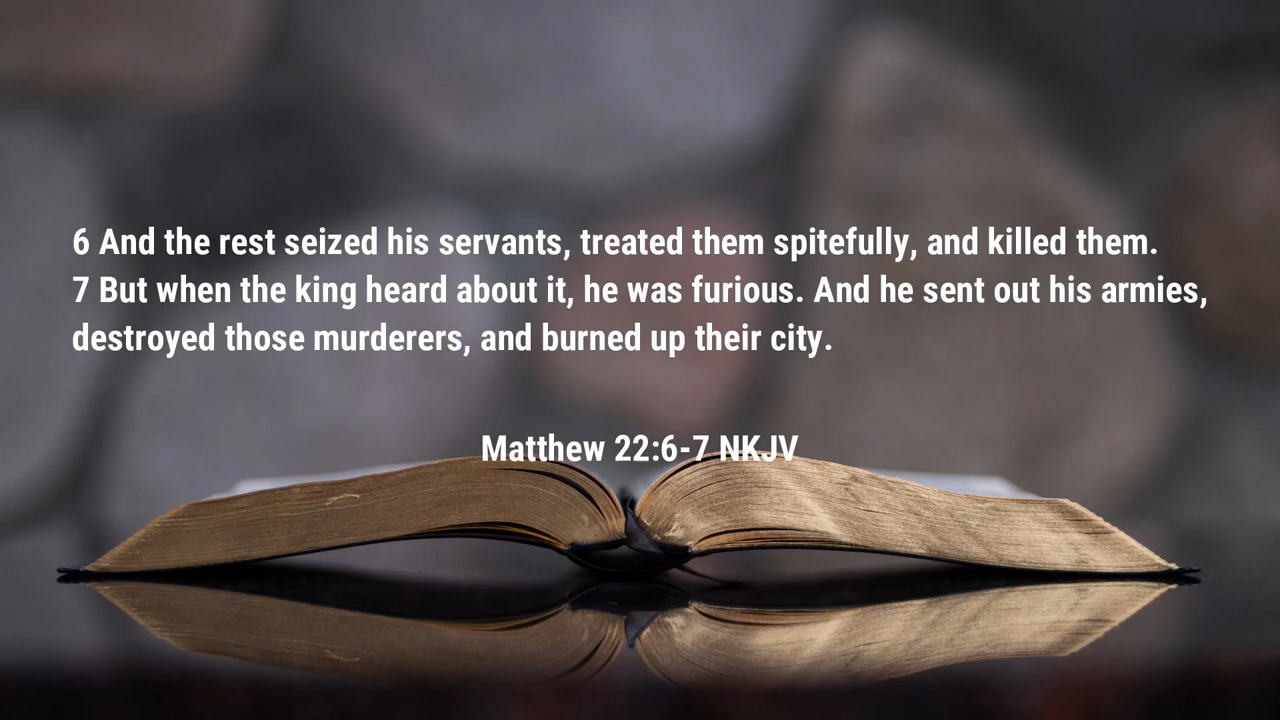 6 And the rest seized his servants, treated them spitefully, and killed them.
7 But when the king heard about it, he was furious. And he sent out his armies,
destroyed those murderers, and burned up their city.
Matthew 22:6-7 NKJV